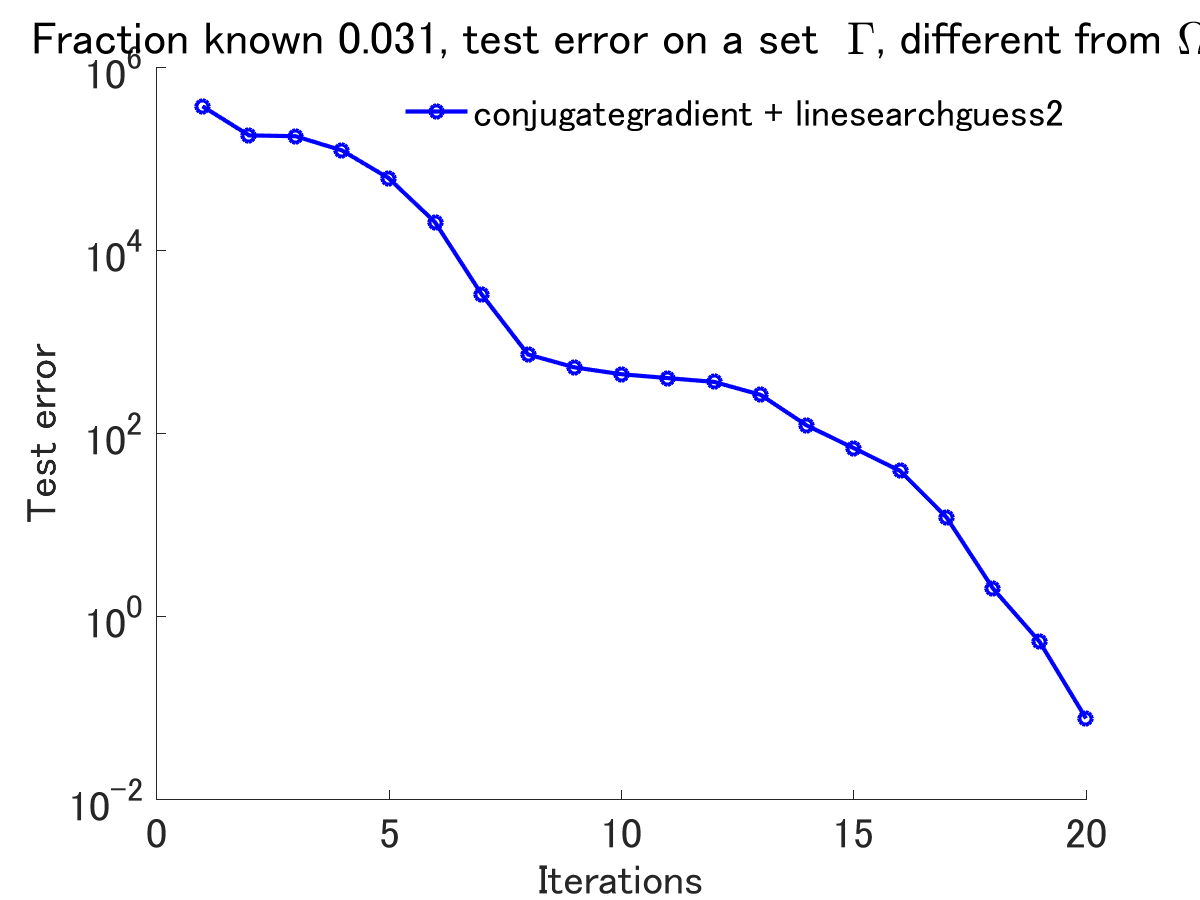 Fraction known 0.031, test error on a set Γ, different from Ω
10^6
conjugategradient + linesearchguess2
10^4
10^2
10^0
10^-2
Test error
0 5 10 15 20
Iterations